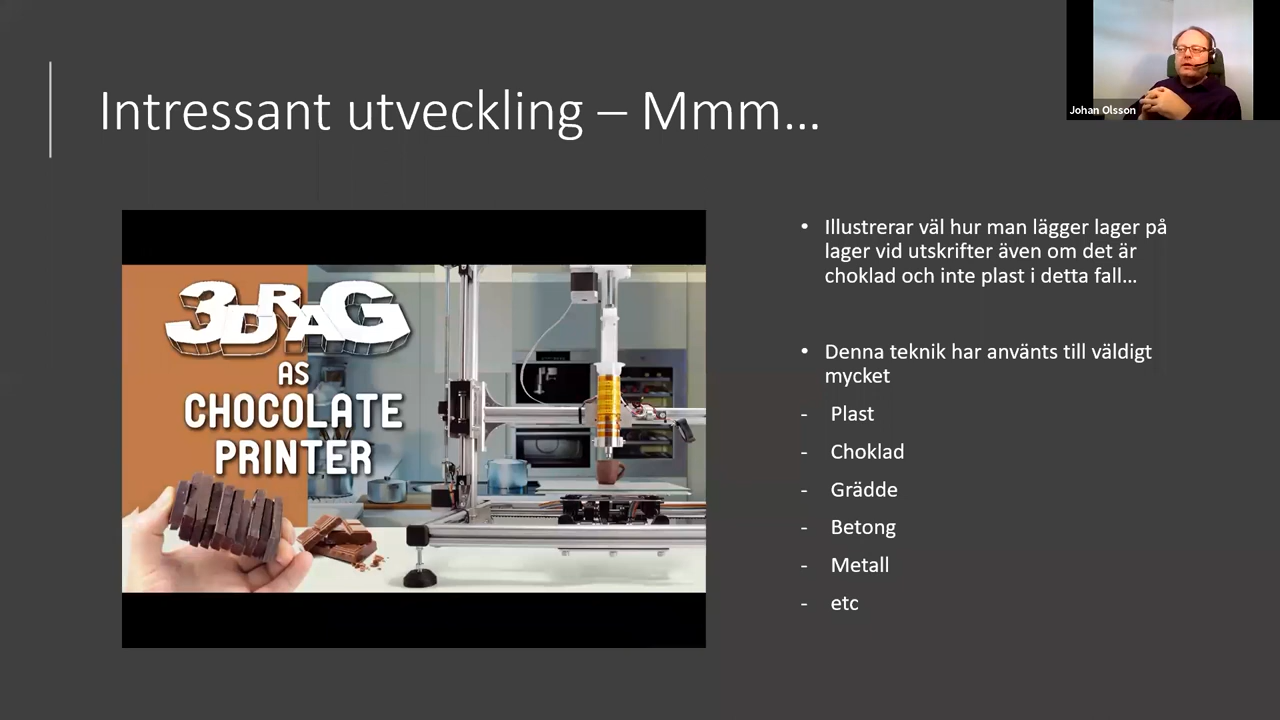 Intressant utveckling – Mmm…
Johan Olsson
3DRAG
AS
CHOCOLATE
PRINTER
• Illustrerar väl hur man lägger lager på
lager vid utskrifter även om det är
choklad och inte plast i detta fall…
• Denna teknik har använts till väldigt
mycket
- Plast
- Choklad
- Grädde
- Betong
- Metall
- etc